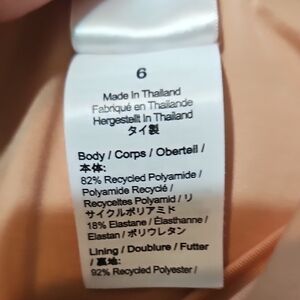 6
Made In Thailand
Fabriqué en Thaïlande
Hergestellt In Thailand
タイ製
Body / Corps / Oberteil /
本体:
82% Recycled Polyamide /
Polyamide Recyclé /
Recyceltes Polyamid / リ
サイクルポリアミド
18% Elastane / Élasthanne /
Elastan / ポリウレタン
Lining / Doublure / Futter
/ 裏地:
92% Recycled Polyester /